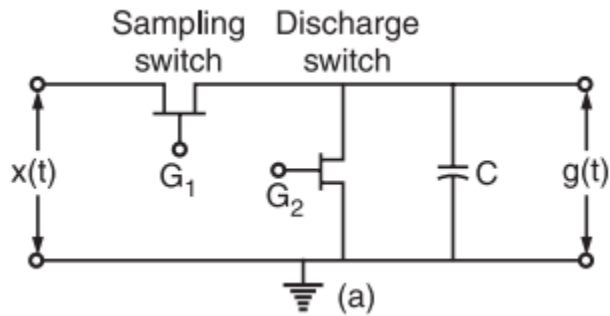 Sampling Discharge
switch switch
x(t) G₁ G₂ C g(t)
(a)